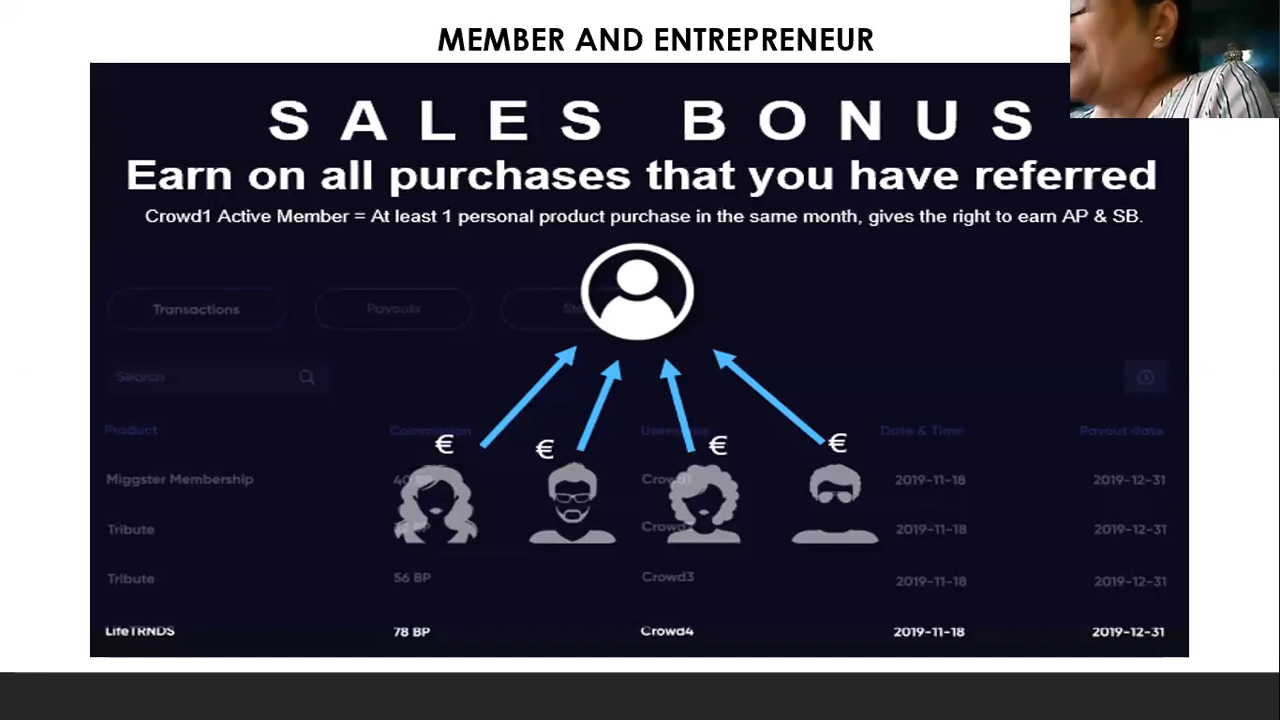 MEMBER AND ENTREPRENEUR
SALES BONUS
Earn on all purchases that you have referred
Crowd1 Active Member = At least 1 personal product purchase in the same month, gives the right to earn AP & SB.
Transactions Payouts
Search
Product Commission Date & Time Payout date
€ € € €
Miggster Membership 2019-11-18 2019-12-31
Tribute 2019-11-18 2019-12-31
Tribute 56 BP Crowd3 2019-11-18 2019-12-31
LifeTRNDS 78 BP Crowd4 2019-11-18 2019-12-31